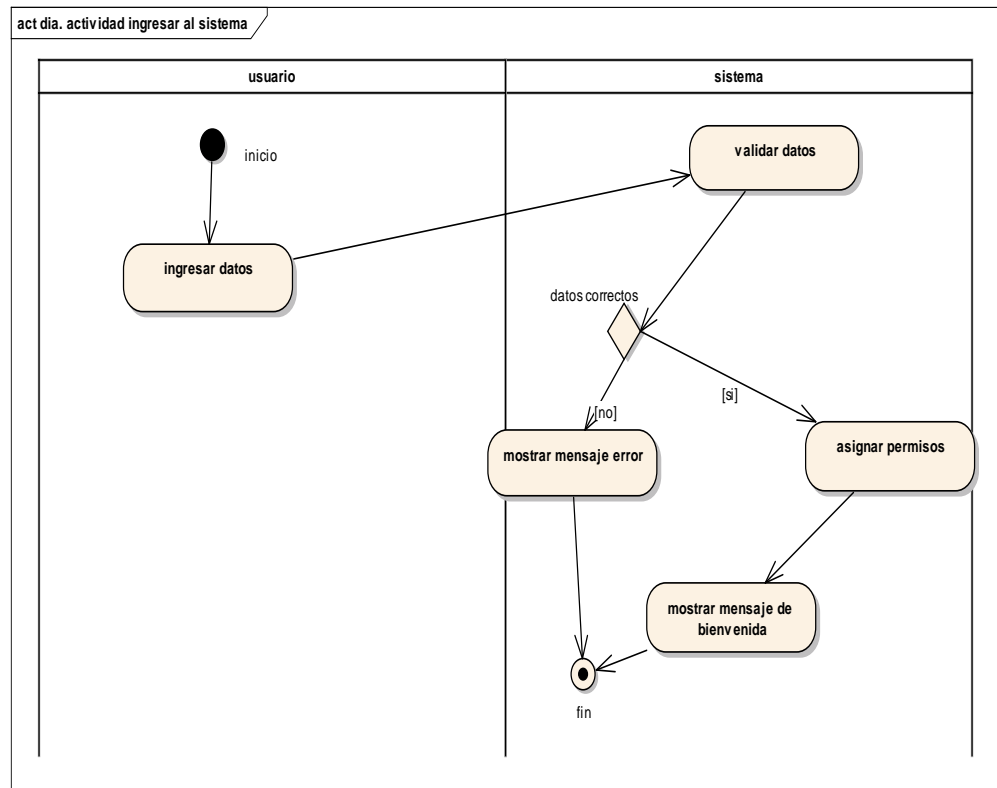 act dia. actividad ingresar al sistema
usuario
sistema
inicio
validar datos
ingresar datos
datos correctos
[no]
[si]
mostrar mensaje error
asignar permisos
mostrar mensaje de
bienvenida
fin